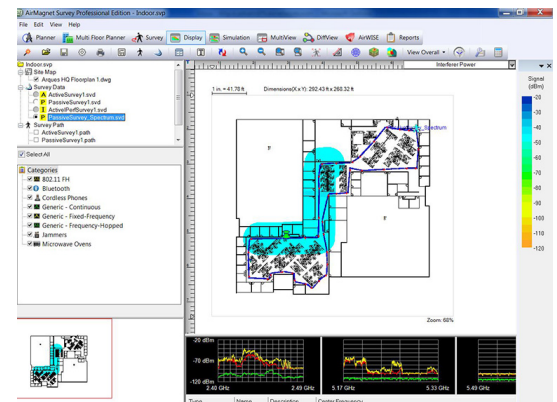 AirMagnet Survey Professional Edition - Indoor.svp
File Edit View Help
Planner Multi Floor Planner Survey Display Simulation MultiView DiffView AirWISE Reports
View Overall
Indoor.svp
Site Map
Arques HQ Floorplan 1.dwg
Survey Data
A ActiveSurvey1.svd
P PassiveSurvey1.svd
I ActivePerfSurvey1.svd
P PassiveSurvey_Spectrum.svd
Survey Path
ActiveSurvey1.path
PassiveSurvey1.path
Select All
Categories
802.11 FH
Bluetooth
Cordless Phones
Generic - Continuous
Generic - Fixed-Frequency
Generic - Frequency-Hopped
Jammers
Microwave Ovens
Interferer Power
1 in. = 41.78 ft
Dimensions(X x Y): 292.43 ft x 268.32 ft
Spectrum
Zoom: 68%
Signal
(dBm)
-20
-30
-40
-50
-60
-70
-80
-90
-100
-110
-120
-20 dBm
-70 dBm
-120 dBm
2.40 GHz 2.49 GHz 5.17 GHz 5.33 GHz 5.49 GHz
Type Name Description Center Frequency